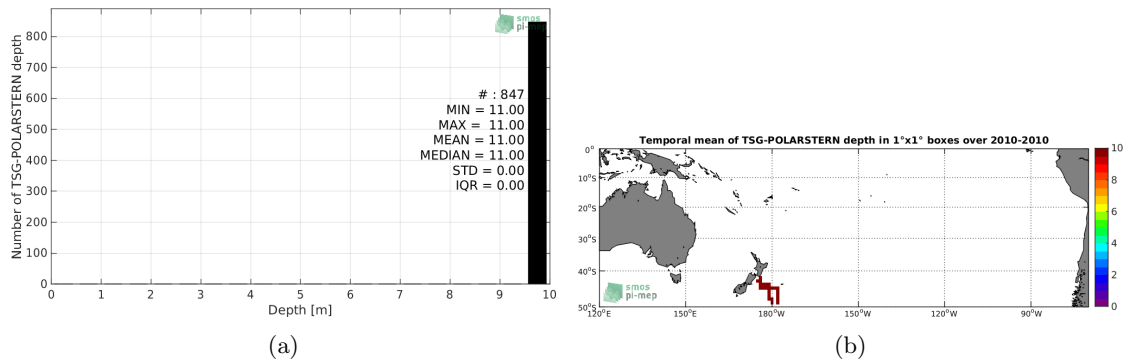 smos
pi-mep
Number of TSG-POLARSTERN depth
800
700
600
500
400
300
200
100
0
# : 847
MIN = 11.00
MAX = 11.00
MEAN = 11.00
MEDIAN = 11.00
STD = 0.00
IQR = 0.00
0 1 2 3 4 5 6 7 8 9 10
Depth [m]
(a)
Temporal mean of TSG-POLARSTERN depth in 1°x1° boxes over 2010-2010
0°
10°S
20°S
30°S
40°S
50°S
120°E 150°E 180°W 150°W 120°W 90°W
10
8
6
4
2
0
smos
pi-mep
(b)